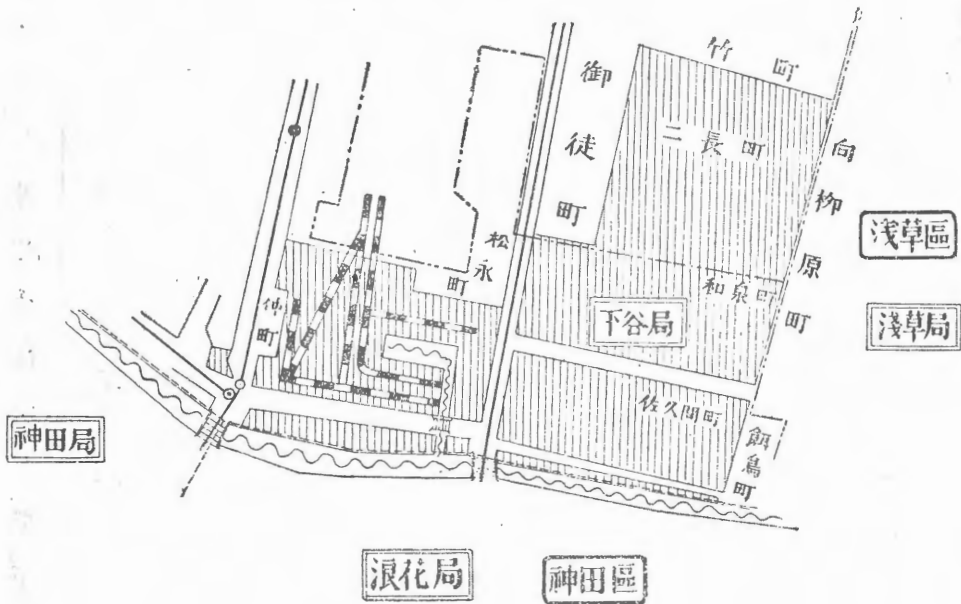 竹町
御徒町
二長町
向柳原町
淺草區
松永町
和泉町
仲町
下谷局
淺草局
佐久間町
神田局
餌鳥町
浪花局
神田區